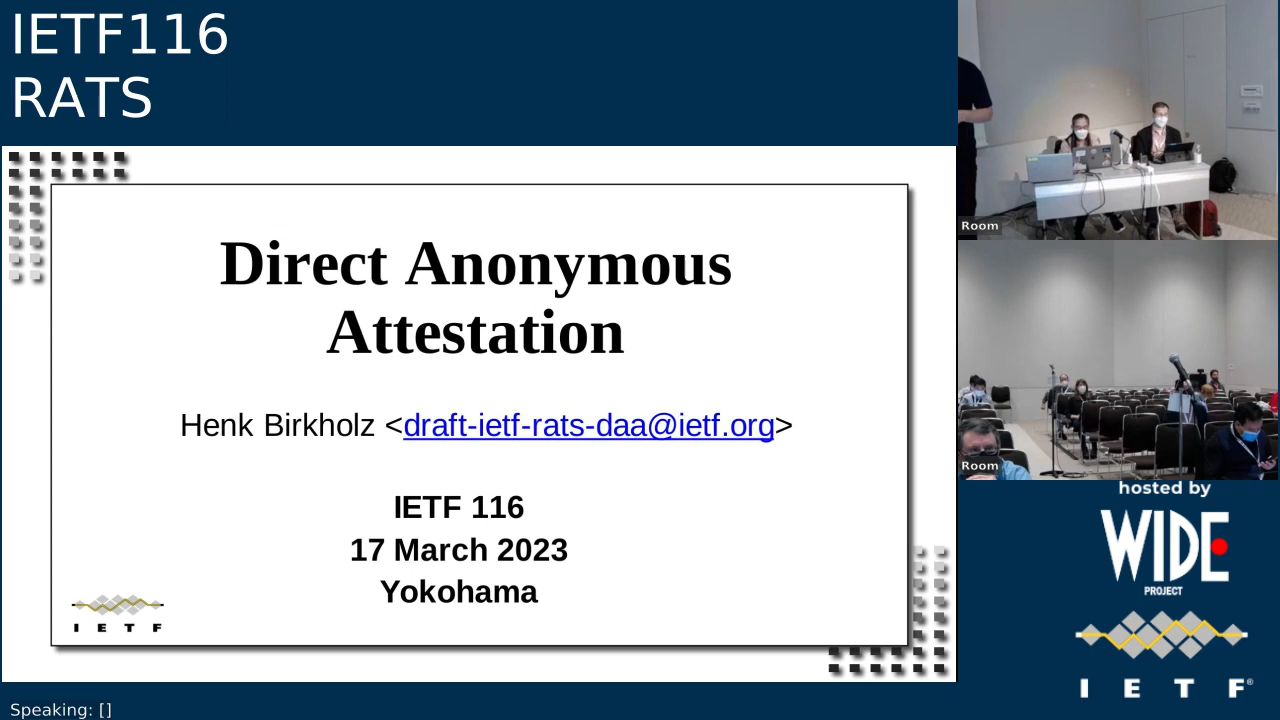 IETF116
RATS
Direct Anonymous
Attestation
Henk Birkholz <draft-ietf-rats-daa@ietf.org>
IETF 116
17 March 2023
Yokohama
I E T F
Speaking: []
Room
Room
hosted by
WIDE
PROJECT
I E T F®